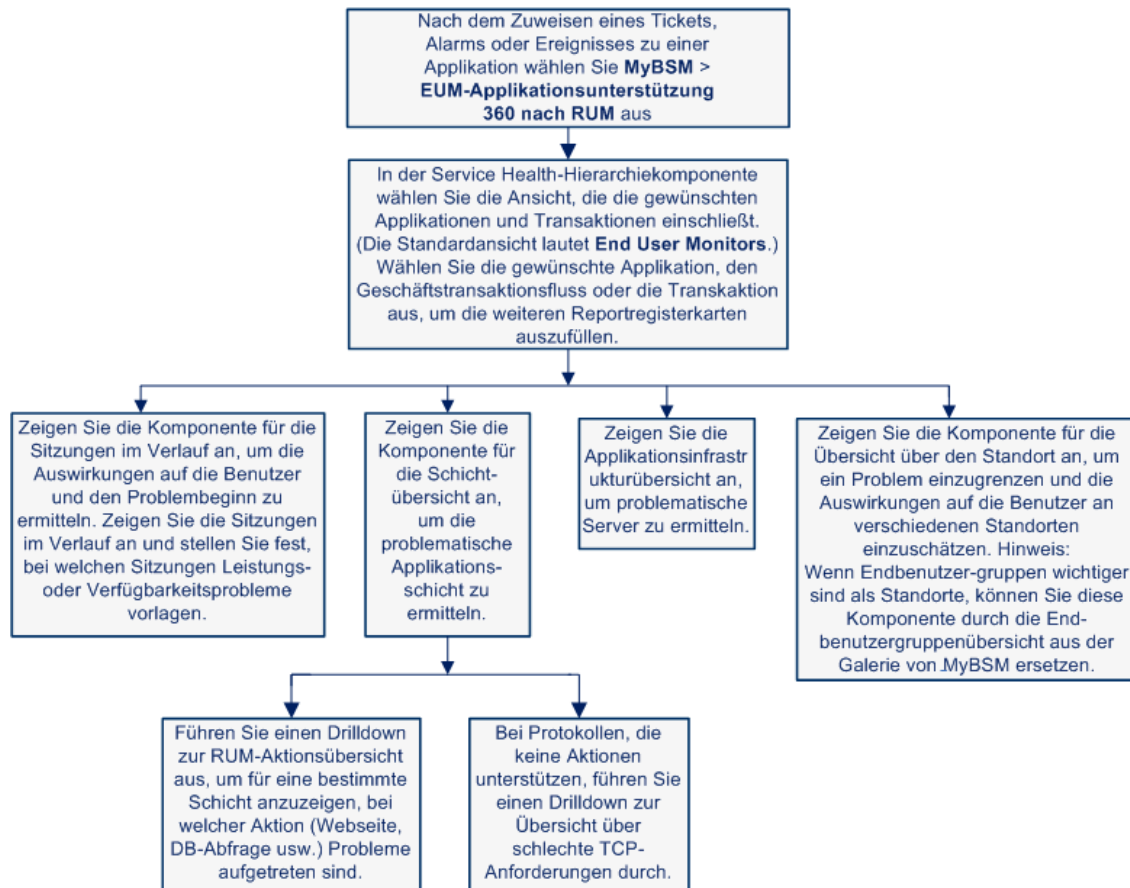 Nach dem Zuweisen eines Tickets,
Alarms oder Ereignisses zu einer
Applikation wählen Sie MyBSM >
EUM-Applikationsunterstützung
360 nach RUM aus
In der Service Health-Hierarchiekomponente
wählen Sie die Ansicht, die die gewünschten
Applikationen und Transaktionen einschließt.
(Die Standardansicht lautet End User Monitors.)
Wählen Sie die gewünschte Applikation, den
Geschäftstransaktionsfluss oder die Transkaktion
aus, um die weiteren Reportregisterkarten
auszufüllen.
Zeigen Sie die Komponente für die
Sitzungen im Verlauf an, um die
Auswirkungen auf die Benutzer
und den Problembeginn zu
ermitteln. Zeigen Sie die Sitzungen
im Verlauf an und stellen Sie fest,
bei welchen Sitzungen Leistungs-
oder Verfügbarkeitsprobleme
vorlagen.
Zeigen Sie die
Komponente für
die Schicht-
übersicht an,
um die
problematische
Applikations-
schicht zu
ermitteln.
Zeigen Sie die
Applikationsinfrastr
ukturübersicht an,
um problematische
Server zu ermitteln.
Zeigen Sie die Komponente für die
Übersicht über den Standort an, um
ein Problem einzugrenzen und die
Auswirkungen auf die Benutzer an
verschiedenen Standorten
einzuschätzen. Hinweis:
Wenn Endbenutzer-gruppen wichtiger
sind als Standorte, können Sie diese
Komponente durch die End-
benutzergruppenübersicht aus der
Galerie von MyBSM ersetzen.
Führen Sie einen Drilldown
zur RUM-Aktionsübersicht
aus, um für eine bestimmte
Schicht anzuzeigen, bei
welcher Aktion (Webseite,
DB-Abfrage usw.) Probleme
aufgetreten sind.
Bei Protokollen, die
keine Aktionen
unterstützen, führen Sie
einen Drilldown zur
Übersicht über
schlechte TCP-
Anforderungen durch.